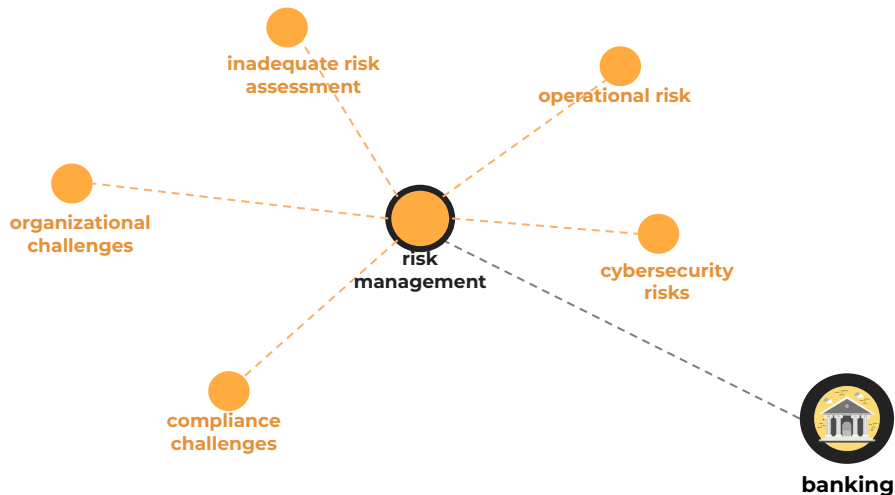 inadequate risk
assessment
operational risk
organizational
challenges
risk
management
cybersecurity
risks
compliance
challenges
banking